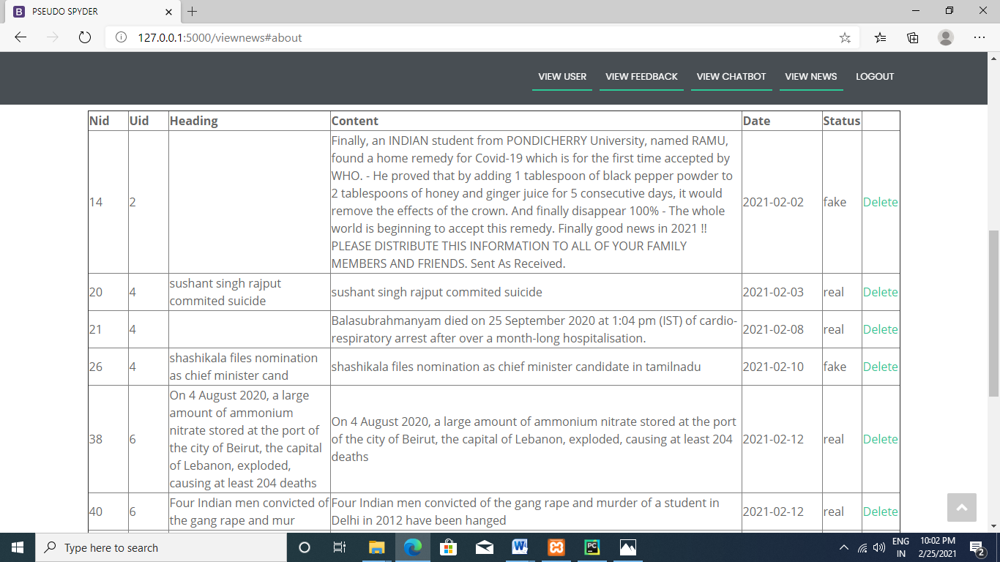 PSEUDO SPYDER
127.0.0.1:5000/viewnews#about
VIEW USER VIEW FEEDBACK VIEW CHATBOT VIEW NEWS LOGOUT
Nid Uid Heading Content Date Status
14 2 Finally, an INDIAN student from PONDICHERRY University, named RAMU,
found a home remedy for Covid-19 which is for the first time accepted by
WHO. - He proved that by adding 1 tablespoon of black pepper powder to
2 tablespoons of honey and ginger juice for 5 consecutive days, it would
remove the effects of the crown. And finally disappear 100% - The whole
world is beginning to accept this remedy. Finally good news in 2021 !!
PLEASE DISTRIBUTE THIS INFORMATION TO ALL OF YOUR FAMILY
MEMBERS AND FRIENDS. Sent As Received.
2021-02-02 fake Delete
20 4 sushant singh rajput
commited suicide
sushant singh rajput commited suicide
2021-02-03 real Delete
21 4 Balasubrahmanyam died on 25 September 2020 at 1:04 pm (IST) of cardio-
respiratory arrest after over a month-long hospitalisation.
2021-02-08 real Delete
26 4 shashikala files nomination
as chief minister cand
shashikala files nomination as chief minister candidate in tamilnadu
2021-02-10 fake Delete
38 6 On 4 August 2020, a large
amount of ammonium
nitrate stored at the port of
the city of Beirut, the capital
of Lebanon, exploded,
causing at least 204 deaths
On 4 August 2020, a large amount of ammonium nitrate stored at the port
of the city of Beirut, the capital of Lebanon, exploded, causing at least 204
deaths
2021-02-12 real Delete
40 6 Four Indian men convicted of
the gang rape and mur
Four Indian men convicted of the gang rape and murder of a student in
Delhi in 2012 have been hanged
2021-02-12 real Delete
Type here to search
ENG
IN
10:02 PM
2/25/2021
2